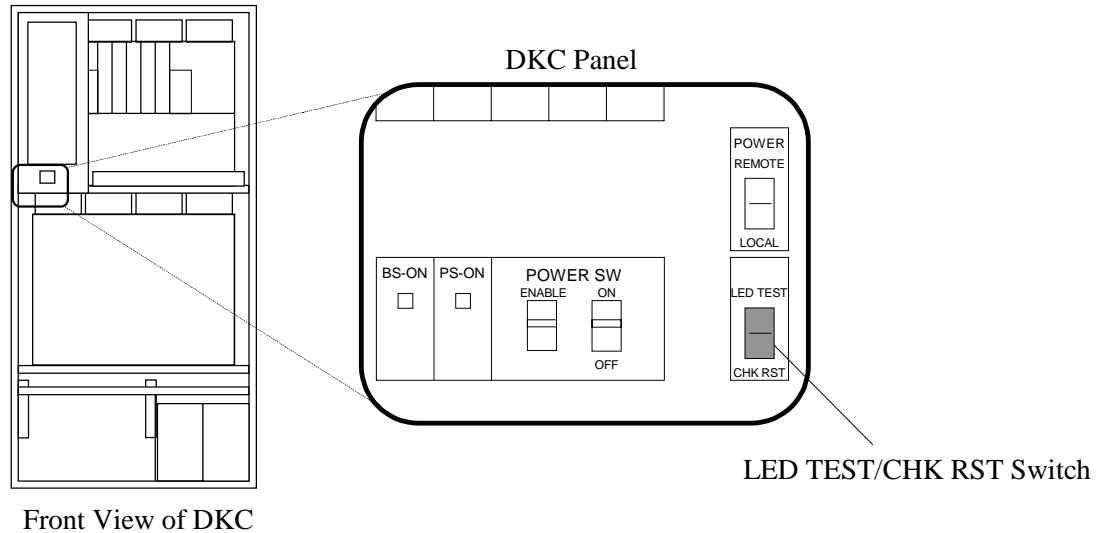 DKC Panel
POWER
REMOTE
LOCAL
BS-ON
PS-ON
POWER SW
ENABLE
ON
OFF
LED TEST
CHK RST
LED TEST/CHK RST Switch
Front View of DKC